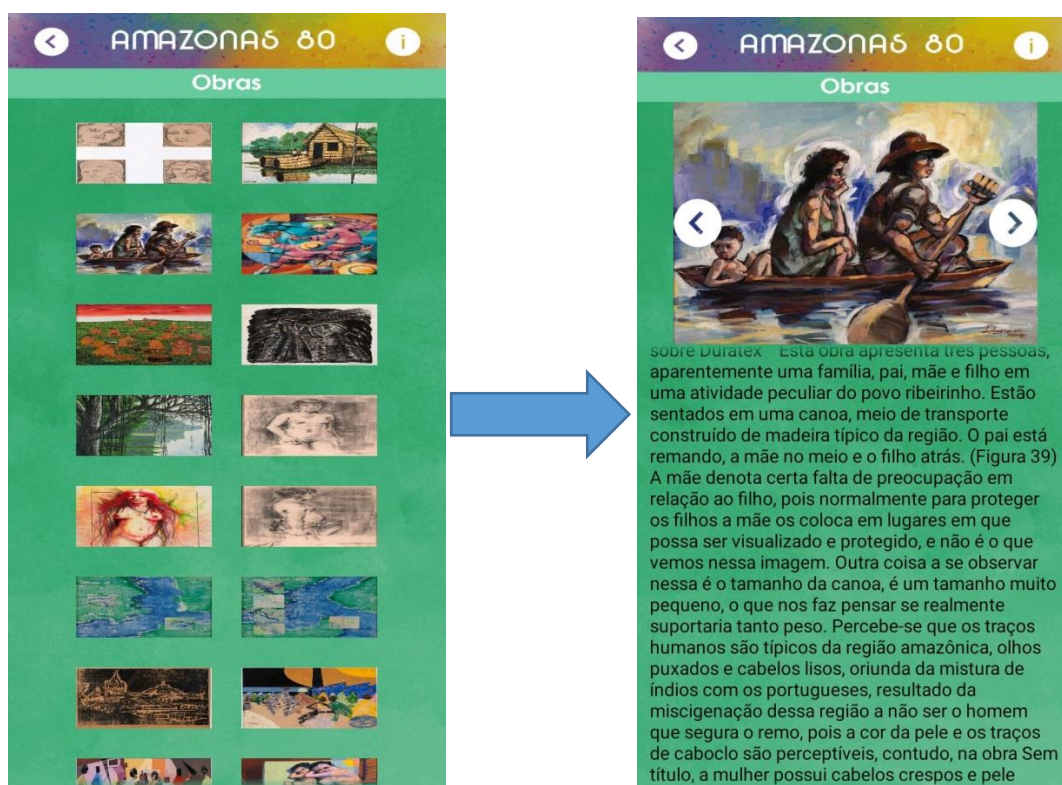 AMAZONAS 80
i
Obras
AMAZONAS 80
i
Obras
sobre Duratex Esta obra apresenta três pessoas,
aparentemente uma família, pai, mãe e filho em
uma atividade peculiar do povo ribeirinho. Estão
sentados em uma canoa, meio de transporte
construído de madeira típico da região. O pai está
remando, a mãe no meio e o filho atrás. (Figura 39)
A mãe denota certa falta de preocupação em
relação ao filho, pois normalmente para proteger
os filhos a mãe os coloca em lugares em que
possa ser visualizado e protegido, e não é o que
vemos nessa imagem. Outra coisa a se observar
nessa é o tamanho da canoa, é um tamanho muito
pequeno, o que nos faz pensar se realmente
suportaria tanto peso. Percebe-se que os traços
humanos são típicos da região amazônica, olhos
puxados e cabelos lisos, oriunda da mistura de
índios com os portugueses, resultado da
miscigenação dessa região a não ser o homem
que segura o remo, pois a cor da pele e os traços
de caboclo são perceptíveis, contudo, na obra Sem
título, a mulher possui cabelos crespos e pele